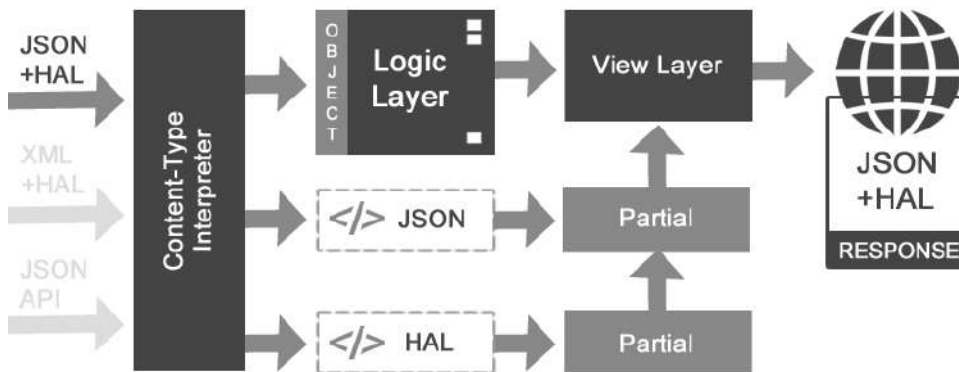 JSON
+HAL
XML
+HAL
JSON
API
Content-Type
Interpreter
OBJECT
Logic
Layer
View Layer
</> JSON
Partial
</> HAL
Partial
JSON
+HAL
RESPONSE